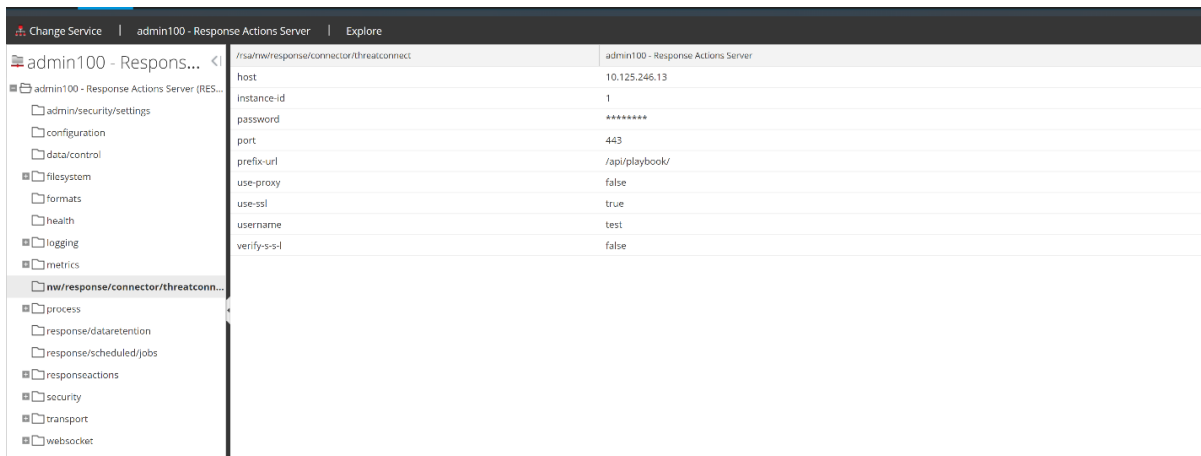 Change Service | admin100 - Response Actions Server | Explore
admin100 - Respons...
admin100 - Response Actions Server (RES...
admin/security/settings
configuration
data/control
filesystem
formats
health
logging
metrics
nw/response/connector/threatconn...
process
response/dataretention
response/scheduled/jobs
responseactions
security
transport
websocket
/rsa/nw/response/connector/threatconnect admin100 - Response Actions Server
host 10.125.246.13
instance-id 1
password ********
port 443
prefix-url /api/playbook/
use-proxy false
use-ssl true
username test
verify-s-s-l false